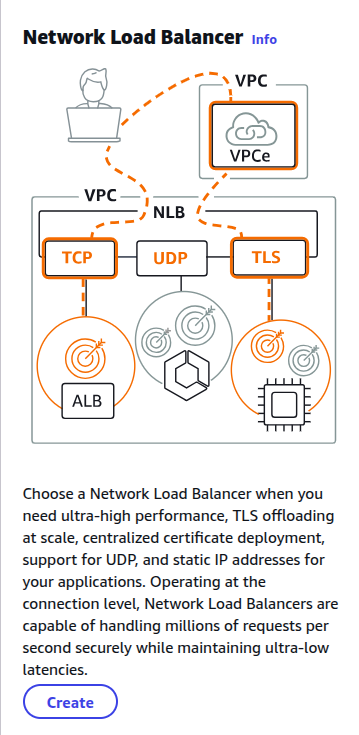 Network Load Balancer Info
VPC
VPCe
VPC
NLB
TCP
UDP
TLS
ALB
Choose a Network Load Balancer when you
need ultra-high performance, TLS offloading
at scale, centralized certificate deployment,
support for UDP, and static IP addresses for
your applications. Operating at the
connection level, Network Load Balancers are
capable of handling millions of requests per
second securely while maintaining ultra-low
latencies.
Create